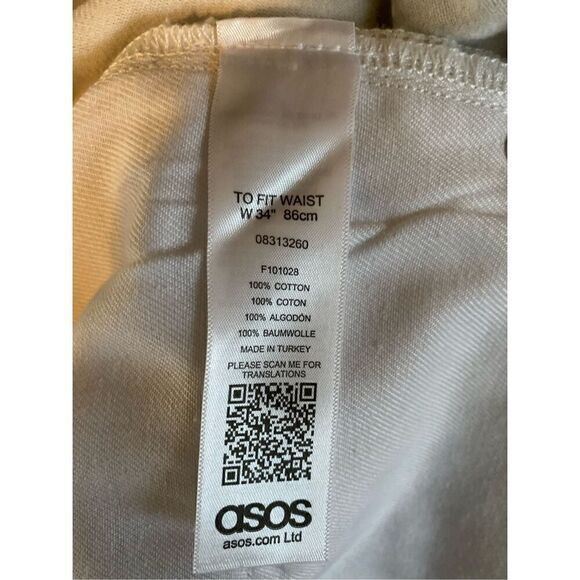 TO FIT WAIST
W 34" 86cm
08313260
F101028
100% COTTON
100% COTON
100% ALGODÓN
100% BAUMWOLLE
MADE IN TURKEY
PLEASE SCAN ME FOR
TRANSLATIONS
asos
asos.com Ltd